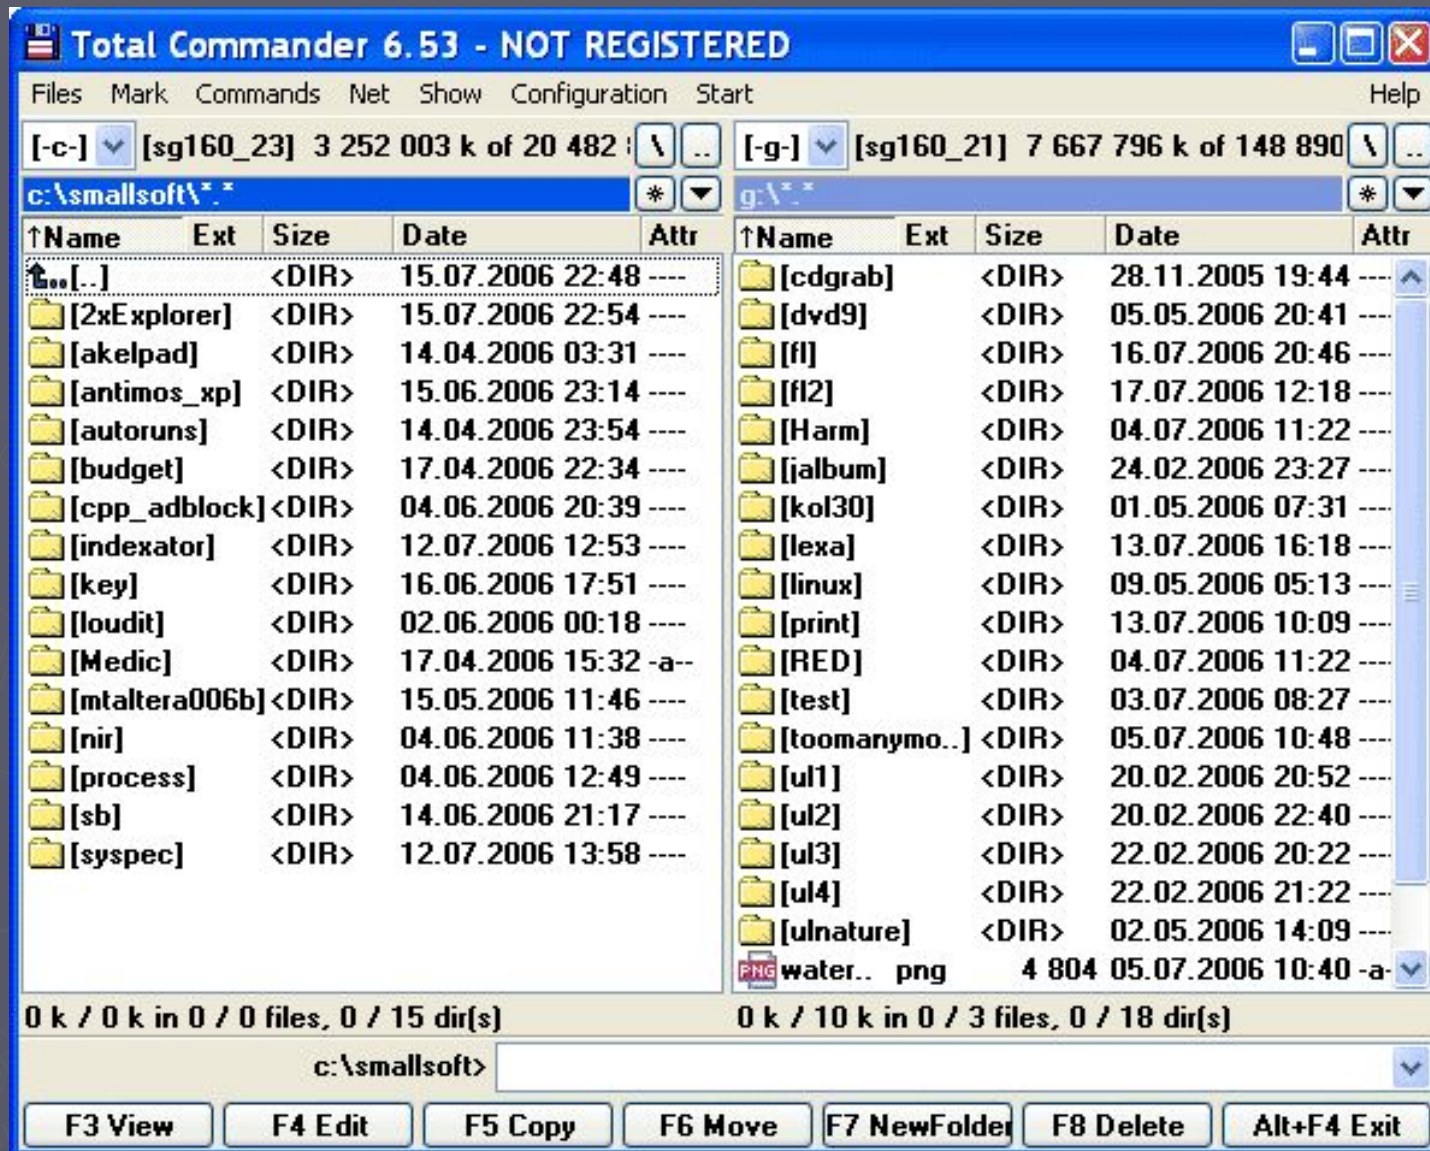 Total Commander 6.53 - NOT REGISTERED
Files Mark Commands Net Show Configuration Start Help
[-c-] [sg160_23] 3 252 003 k of 20 482 \ .. [-g-] [sg160_21] 7 667 796 k of 148 890 \ ..
c:\smallsoft\*.* * g:\*.* *
↑Name Ext Size Date Attr ↑Name Ext Size Date Attr
[..] <DIR> 15.07.2006 22:48 ---- [cdgrab] <DIR> 28.11.2005 19:44 ----
[2xExplorer] <DIR> 15.07.2006 22:54 ---- [dvd9] <DIR> 05.05.2006 20:41 ----
[akelpad] <DIR> 14.04.2006 03:31 ---- [fl] <DIR> 16.07.2006 20:46 ----
[antimos_xp] <DIR> 15.06.2006 23:14 ---- [fl2] <DIR> 17.07.2006 12:18 ----
[autoruns] <DIR> 14.04.2006 23:54 ---- [Harm] <DIR> 04.07.2006 11:22 ----
[budget] <DIR> 17.04.2006 22:34 ---- [jalbum] <DIR> 24.02.2006 23:27 ----
[cpp_adblock] <DIR> 04.06.2006 20:39 ---- [kol30] <DIR> 01.05.2006 07:31 ----
[indexator] <DIR> 12.07.2006 12:53 ---- [lexa] <DIR> 13.07.2006 16:18 ----
[key] <DIR> 16.06.2006 17:51 ---- [linux] <DIR> 09.05.2006 05:13 ----
[loudit] <DIR> 02.06.2006 00:18 ---- [print] <DIR> 13.07.2006 10:09 ----
[Medic] <DIR> 17.04.2006 15:32 -a-- [RED] <DIR> 04.07.2006 11:22 ----
[mtaltera006b] <DIR> 15.05.2006 11:46 ---- [test] <DIR> 03.07.2006 08:27 ----
[nir] <DIR> 04.06.2006 11:38 ---- [toomanymo..] <DIR> 05.07.2006 10:48 ----
[process] <DIR> 04.06.2006 12:49 ---- [ul1] <DIR> 20.02.2006 20:52 ----
[sb] <DIR> 14.06.2006 21:17 ---- [ul2] <DIR> 20.02.2006 22:40 ----
[syspec] <DIR> 12.07.2006 13:58 ---- [ul3] <DIR> 22.02.2006 20:22 ----
[ul4] <DIR> 22.02.2006 21:22 ----
[ulnature] <DIR> 02.05.2006 14:09 ----
PNG water.. png 4 804 05.07.2006 10:40 -a-
0 k / 0 k in 0 / 0 files, 0 / 15 dir(s) 0 k / 10 k in 0 / 3 files, 0 / 18 dir(s)
c:\smallsoft>
F3 View F4 Edit F5 Copy F6 Move F7 NewFolder F8 Delete Alt+F4 Exit